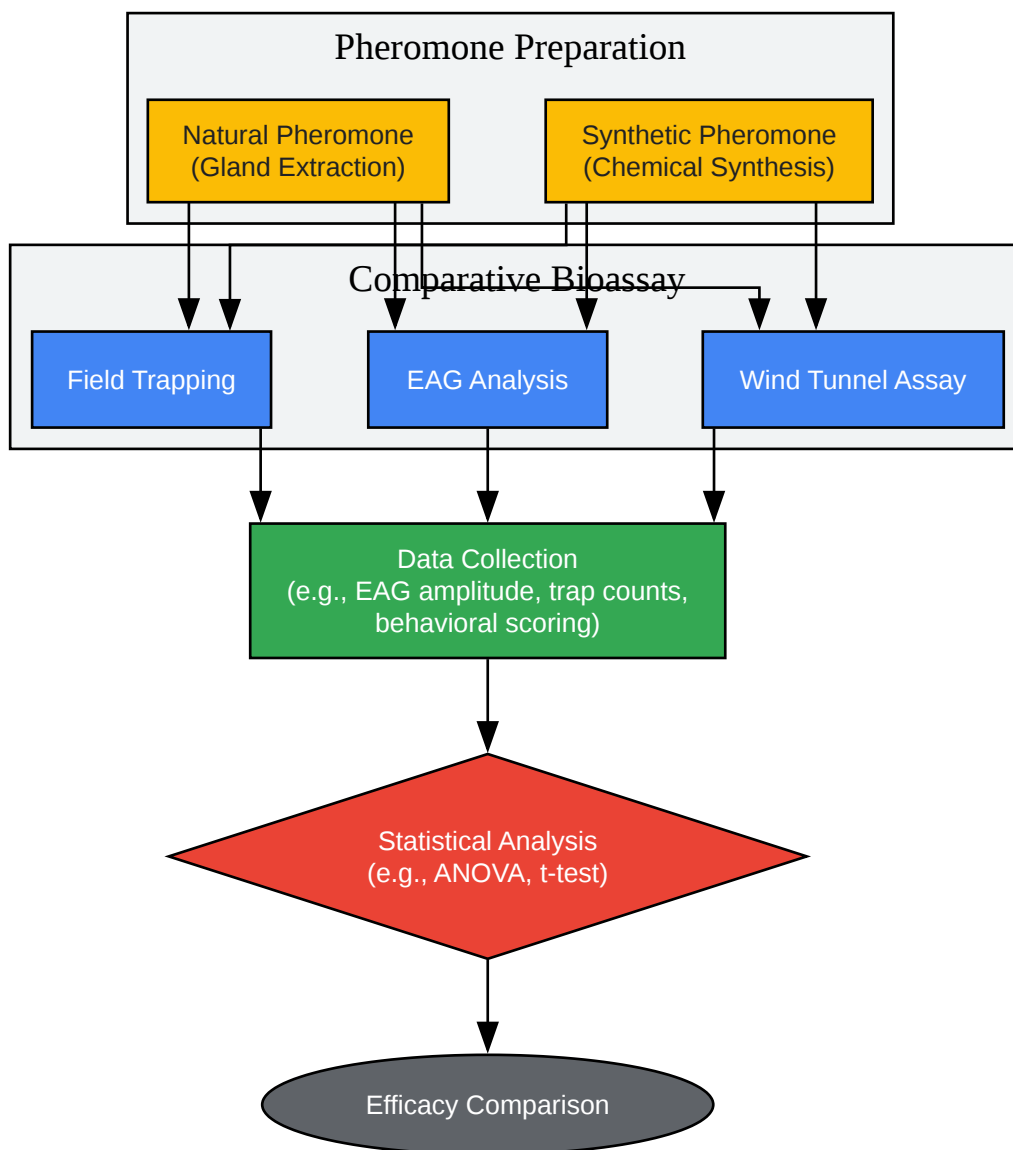 Pheromone Preparation
Natural Pheromone
(Gland Extraction)
Synthetic Pheromone
(Chemical Synthesis)
Comparative Bioassay
Field Trapping
EAG Analysis
Wind Tunnel Assay
Data Collection
(e.g., EAG amplitude, trap counts,
behavioral scoring)
Statistical Analysis
(e.g., ANOVA, t-test)
Efficacy Comparison